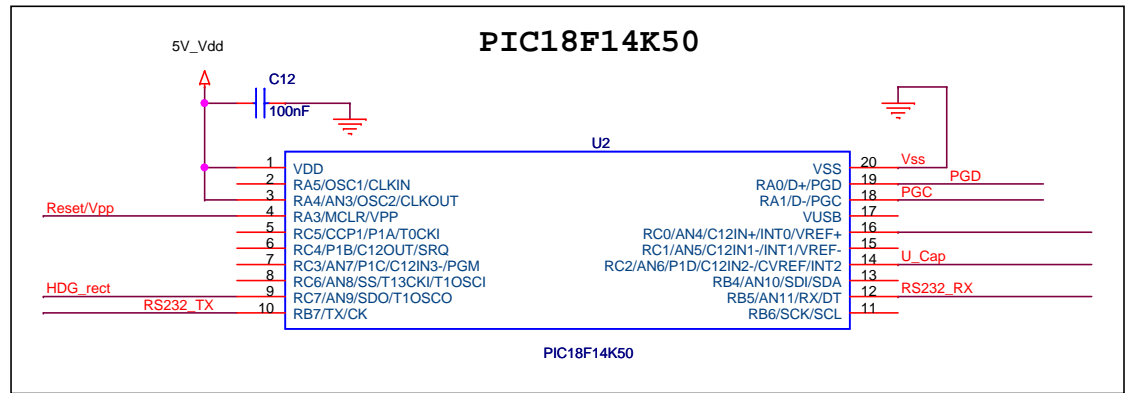 PIC18F14K50
5V_Vdd
C12
100nF
U2
1 VDD VSS 20 Vss
2 RA5/OSC1/CLKIN RA0/D+/PGD 19 PGD
3 RA4/AN3/OSC2/CLKOUT RA1/D-/PGC 18 PGC
Reset/Vpp 4 RA3/MCLR/VPP VUSB 17
5 RC5/CCP1/P1A/T0CKI RC0/AN4/C12IN+/INT0/VREF+ 16
6 RC4/P1B/C12OUT/SRQ RC1/AN5/C12IN1-/INT1/VREF- 15
7 RC3/AN7/P1C/C12IN3-/PGM RC2/AN6/P1D/C12IN2-/CVREF/INT2 14 U_Cap
8 RC6/AN8/SS/T13CKI/T1OSCI RB4/AN10/SDI/SDA 13
HDG_rect 9 RC7/AN9/SDO/T1OSCO RB5/AN11/RX/DT 12 RS232_RX
RS232_TX 10 RB7/TX/CK RB6/SCK/SCL 11
PIC18F14K50